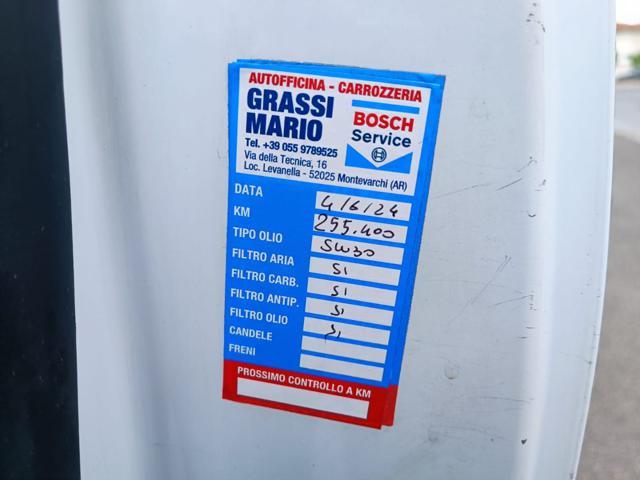 AUTOFFICINA - CARROZZERIA
GRASSI
MARIO
BOSCH
Service
Tel. +39 055 9789525
Via della Tecnica, 16
Loc. Levanella - 52025 Montevarchi (AR)
DATA 4/6/24
KM 255.400
TIPO OLIO 5W30
FILTRO ARIA SI
FILTRO CARB. SI
FILTRO ANTIP. SI
FILTRO OLIO SI
CANDELE
FRENI
PROSSIMO CONTROLLO A KM